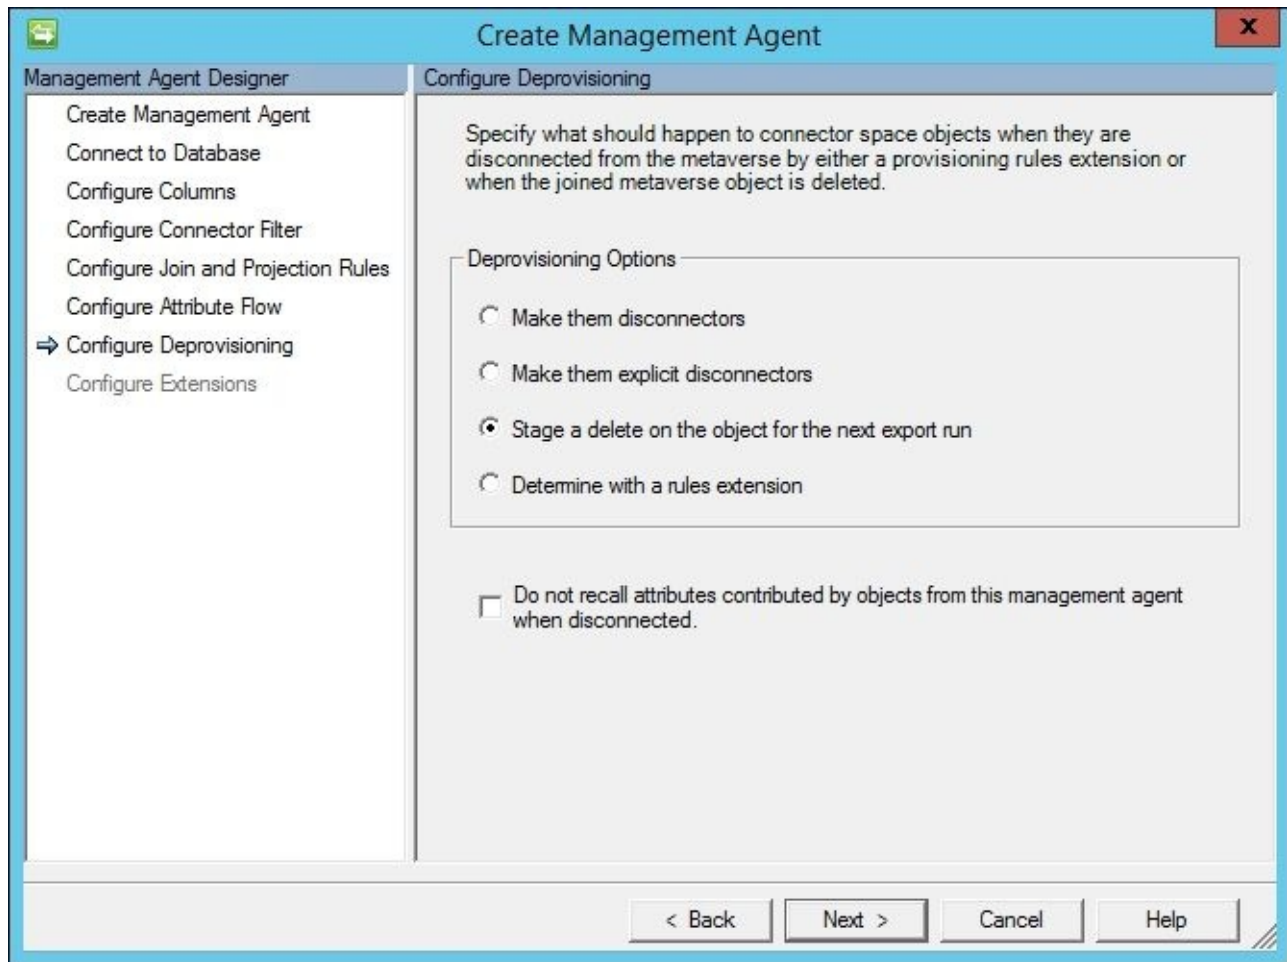 Create Management Agent
x
Management Agent Designer
Create Management Agent
Connect to Database
Configure Columns
Configure Connector Filter
Configure Join and Projection Rules
Configure Attribute Flow
Configure Deprovisioning
Configure Extensions
Configure Deprovisioning
Specify what should happen to connector space objects when they are
disconnected from the metaverse by either a provisioning rules extension or
when the joined metaverse object is deleted.
Deprovisioning Options
Make them disconnectors
Make them explicit disconnectors
Stage a delete on the object for the next export run
Determine with a rules extension
Do not recall attributes contributed by objects from this management agent
when disconnected.
< Back
Next >
Cancel
Help